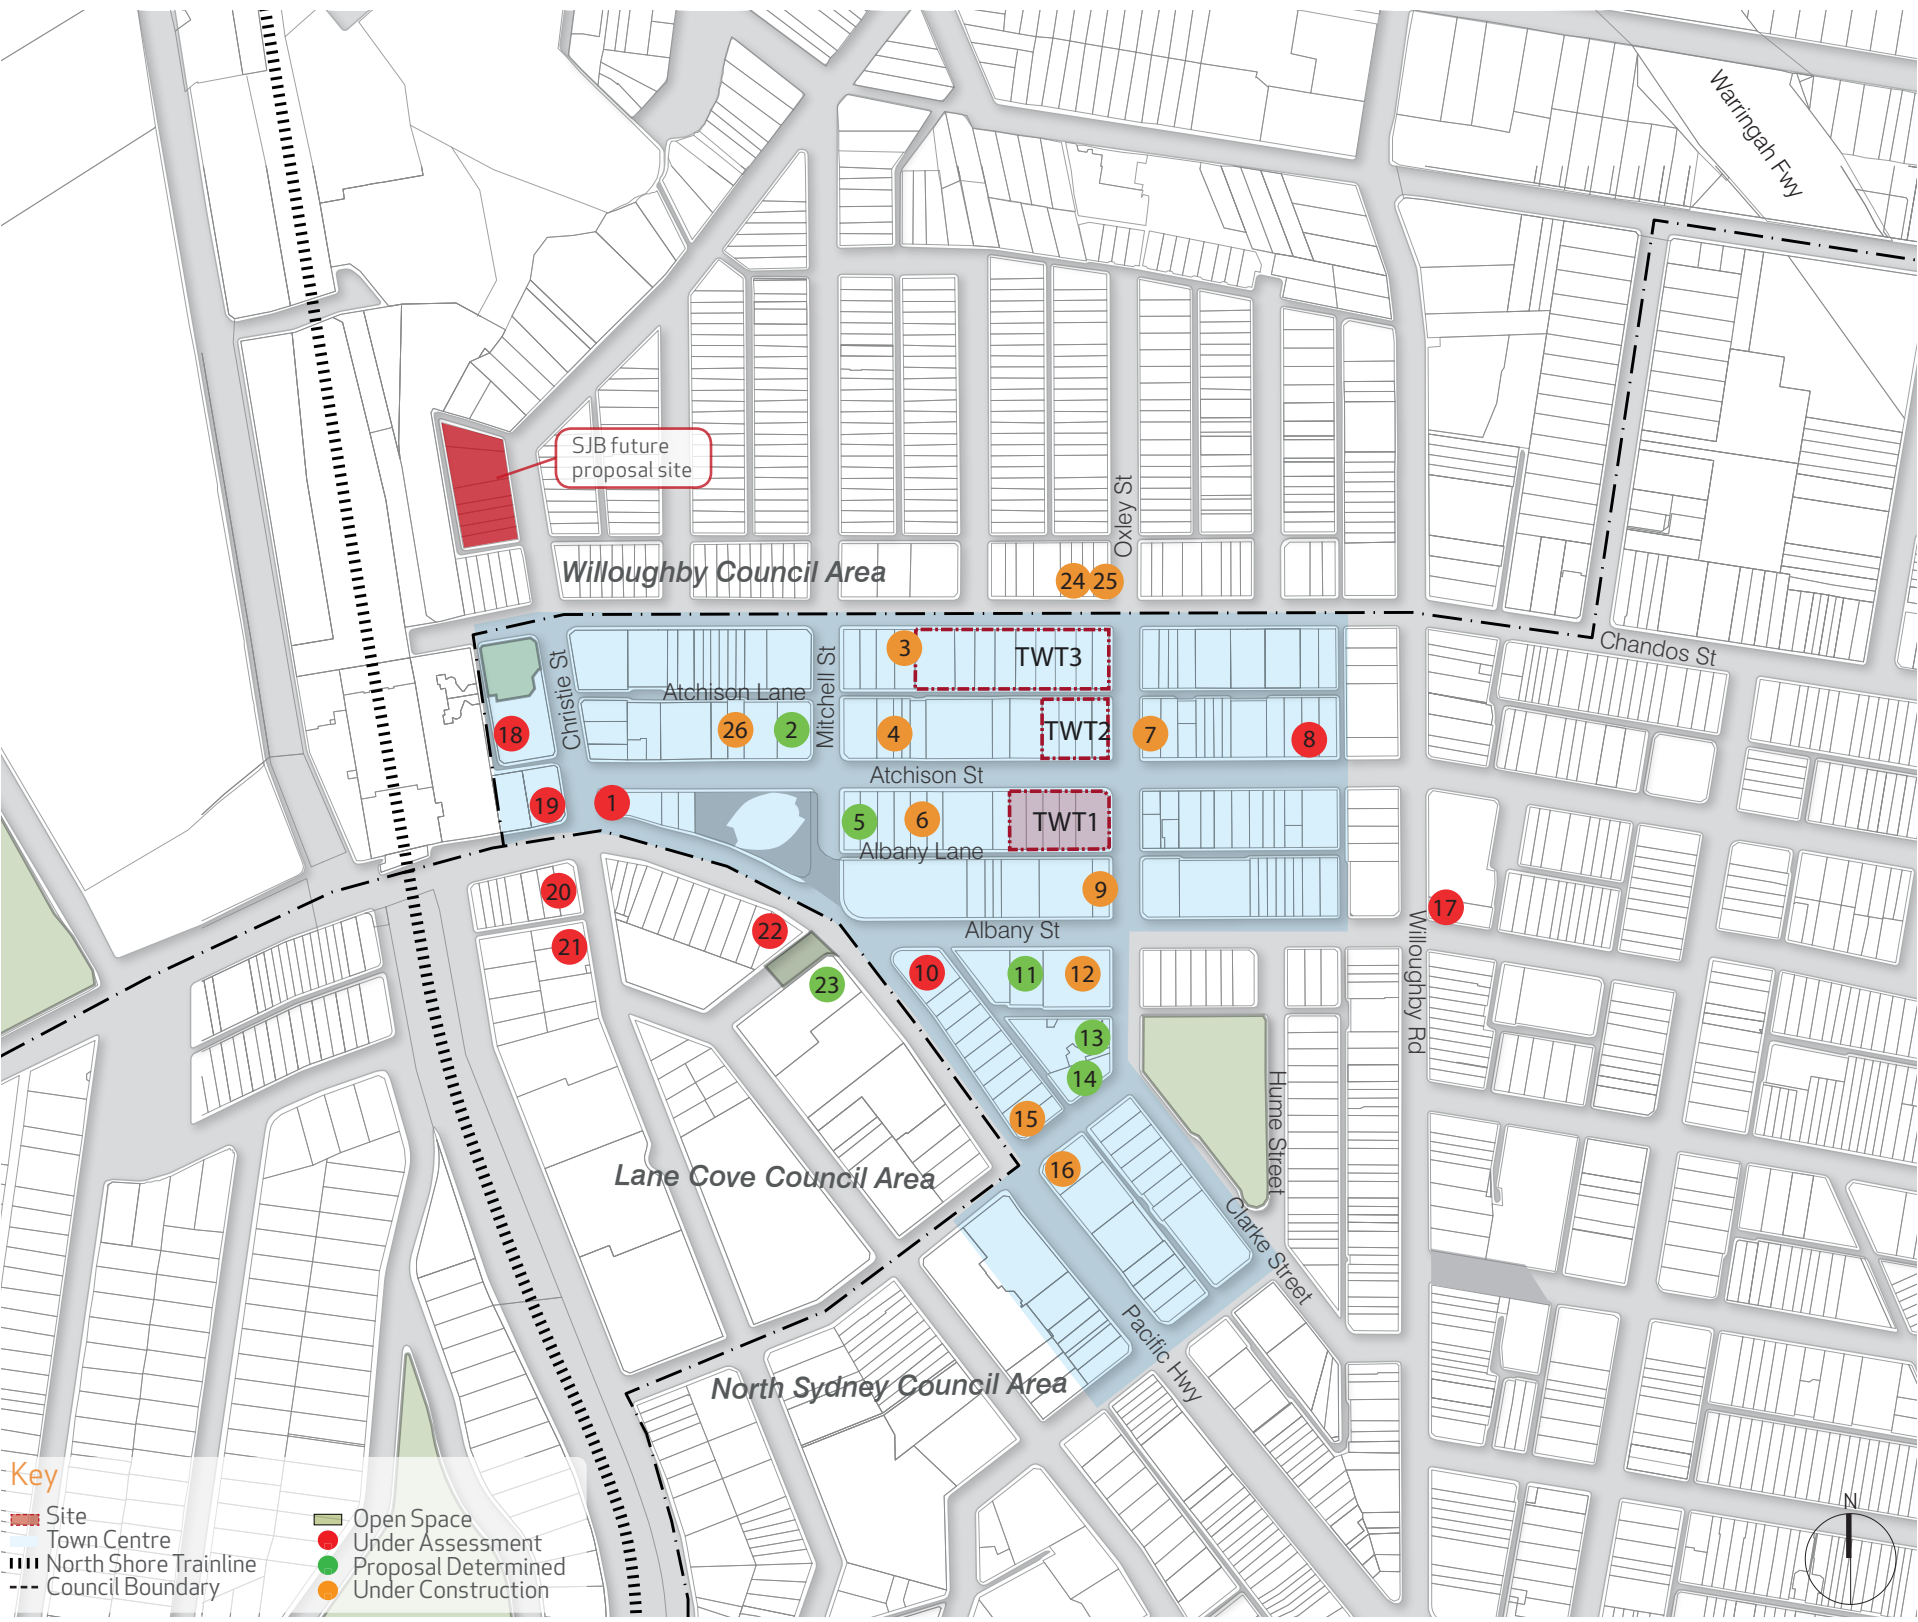 Warringah Fwy
SJB future
proposal site
Oxley St
Willoughby Council Area
24
25
Chandos St
3
TWT3
Christie St
Mitchell St
Atchison Lane
18
26
2
4
TWT2
7
8
Atchison St
19
1
5
6
TWT1
Albany Lane
20
9
17
Willoughby Rd
Albany St
22
21
10
11
12
23
13
14
Hume Street
15
16
Lane Cove Council Area
Clarke Street
Pacific Hwy
North Sydney Council Area
Key
Site
Town Centre
North Shore Trainline
Council Boundary
Open Space
Under Assessment
Proposal Determined
Under Construction
N